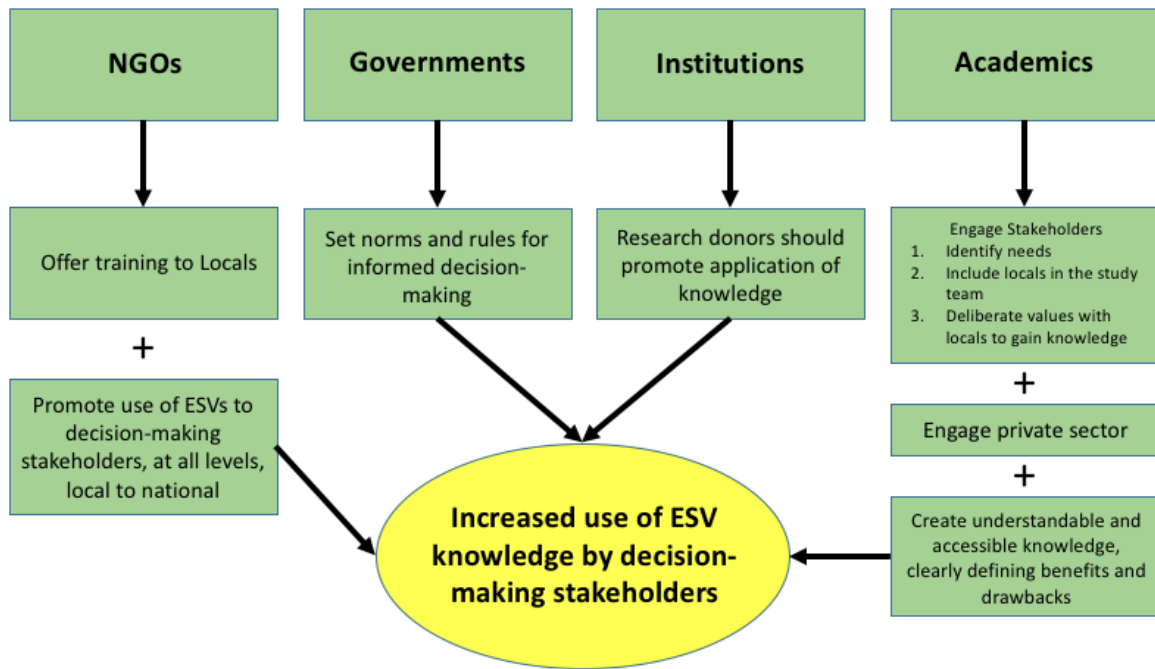 NGOs
Governments
Institutions
Academics
Offer training to Locals
+
Promote use of ESVs to
decision-making
stakeholders, at all levels,
local to national
Set norms and rules for
informed decision-
making
Research donors should
promote application of
knowledge
Engage Stakeholders
1. Identify needs
2. Include locals in the study
team
3. Deliberate values with
locals to gain knowledge
+
Engage private sector
+
Create understandable and
accessible knowledge,
clearly defining benefits and
drawbacks
Increased use of ESV
knowledge by decision-
making stakeholders